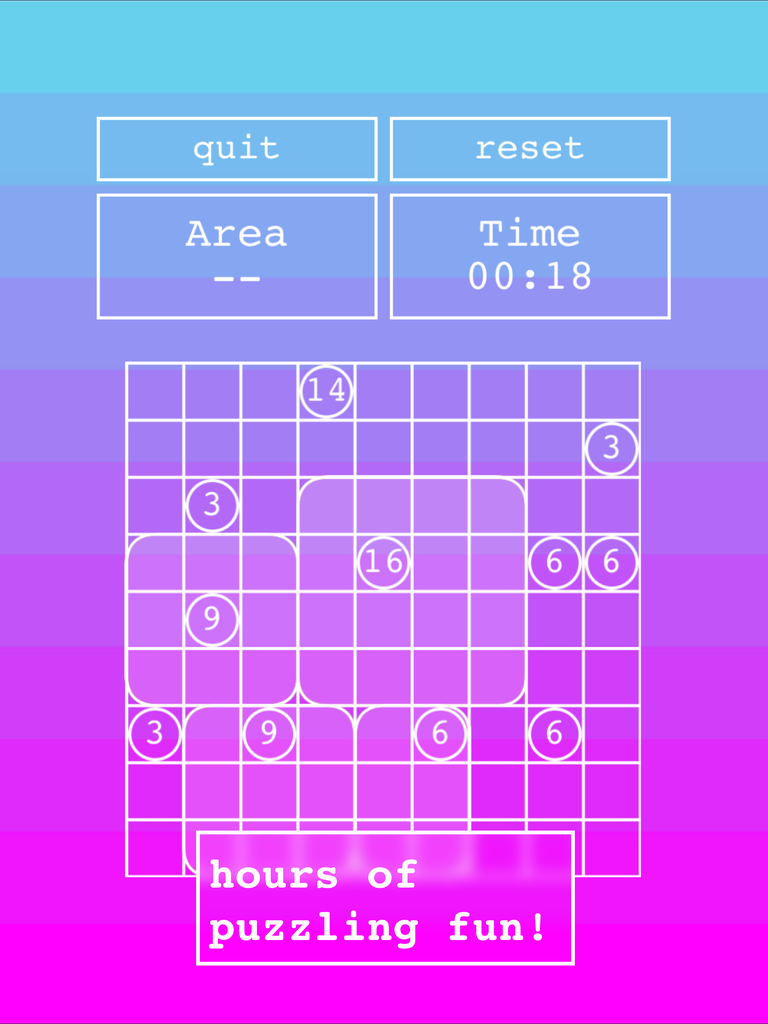 quit reset
Area Time
-- 00:18
14
3
3
16 6 6
9
3 9 6 6
hours of
puzzling fun!